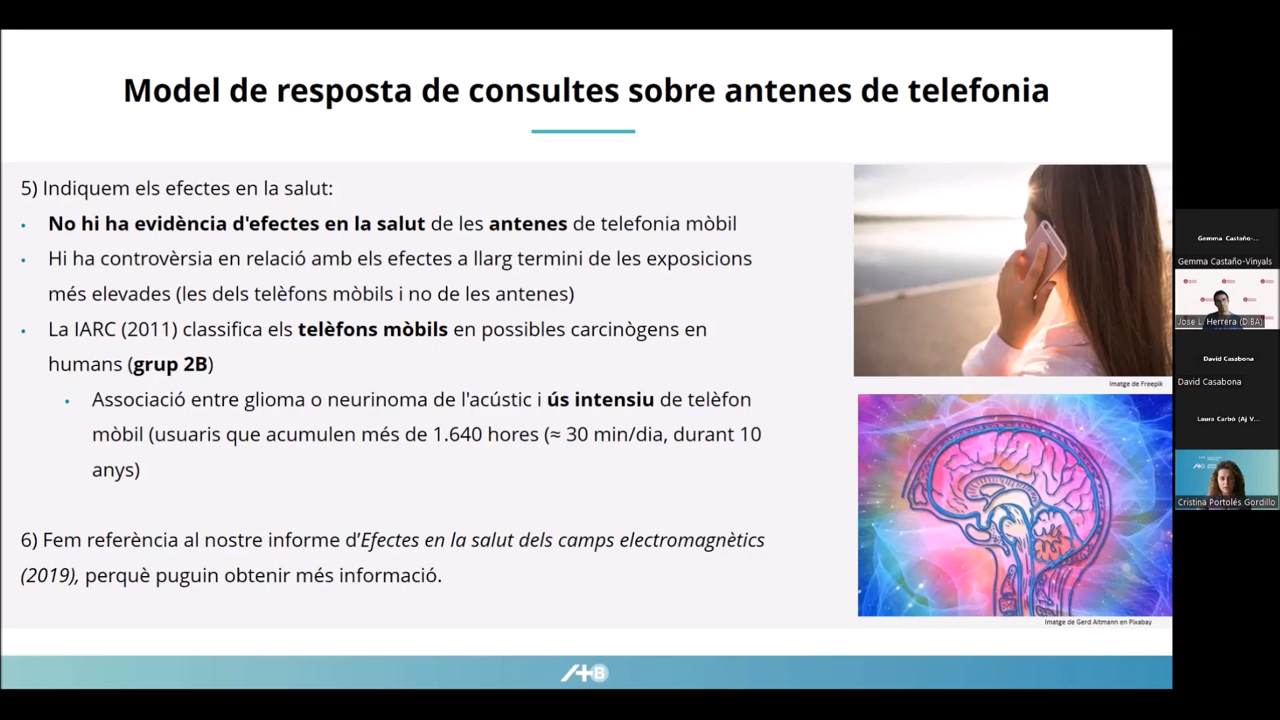 Model de resposta de consultes sobre antenes de telefonia
5) Indiquem els efectes en la salut:
• No hi ha evidència d'efectes en la salut de les antenes de telefonia mòbil
• Hi ha controvèrsia en relació amb els efectes a llarg termini de les exposicions
més elevades (les dels telèfons mòbils i no de les antenes)
• La IARC (2011) classifica els telèfons mòbils en possibles carcinògens en
humans (grup 2B)
• Associació entre glioma o neurinoma de l'acústic i ús intensiu de telèfon
mòbil (usuaris que acumulen més de 1.640 hores (≈ 30 min/dia, durant 10
anys)
6) Fem referència al nostre informe d'Efectes en la salut dels camps electromagnètics
(2019), perquè puguin obtenir més informació.
Imatge de Freepik
Imatge de Gerd Altmann en Pixabay
Gemma Castaño-...
Gemma Castaño-Vinyals
Jose L. Herrera (DIBA)
David Casabona
David Casabona
Laura Carbó (Aj V...
Cristina Portolés Gordillo